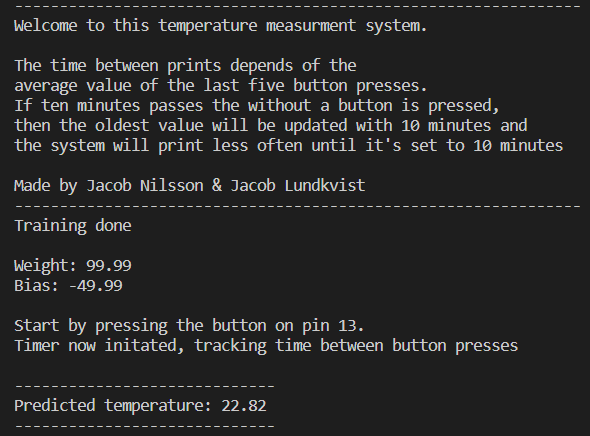 ---------------------------------------------------------------
Welcome to this temperature measurment system.
The time between prints depends of the
average value of the last five button presses.
If ten minutes passes the without a button is pressed,
then the oldest value will be updated with 10 minutes and
the system will print less often until it's set to 10 minutes
Made by Jacob Nilsson & Jacob Lundkvist
---------------------------------------------------------------
Training done
Weight: 99.99
Bias: -49.99
Start by pressing the button on pin 13.
Timer now initated, tracking time between button presses
-----------------------------
Predicted temperature: 22.82
-----------------------------